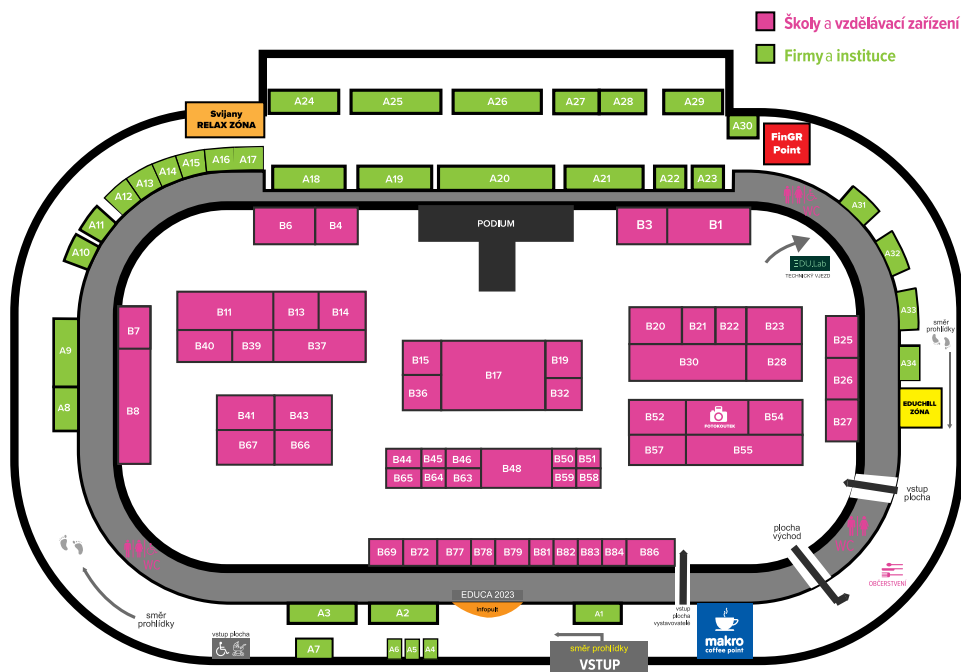 Školy a vzdělávací zařízení
Firmy a instituce
A24
A25
A26
A27
A28
A29
Svijany
RELAX ZÓNA
A30
FinGR
Point
A10
A11
A12
A13
A14
A15
A16
A17
A18
A19
A20
A21
A22
A23
WC
A31
A32
A33
A34
B6
B4
PODIUM
B3
B1
EDU.Lab
TECHNICKÝ VJEZD
směr
prohlídky
EDUCHILL
ZÓNA
A9
A8
B7
B8
B11
B13
B14
B40
B39
B37
B41
B43
B67
B66
B15
B17
B19
B36
B32
B20
B21
B22
B23
B30
B28
B25
B26
B27
B52
FOTOKOUTEK
B54
B57
B55
B44
B45
B46
B48
B50
B51
B65
B64
B63
B59
B58
vstup
plocha
plocha
východ
WC
WC
OBČERSTVENÍ
B69
B72
B77
B78
B79
B81
B82
B83
B84
B86
směr
prohlídky
EDUCA 2023
infopult
A3
A2
A1
vstup
plocha
vystavovatelé
makro
coffee point
vstup plocha
A7
A6
A5
A4
směr prohlídky
VSTUP